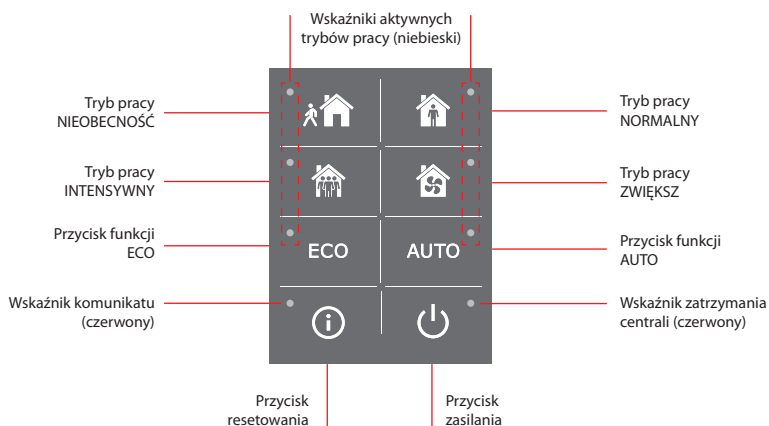 Wskaźniki aktywnych
trybów pracy (niebieski)
Tryb pracy
NIEOBECNOŚĆ
Tryb pracy
NORMALNY
Tryb pracy
INTENSYWNY
Tryb pracy
ZWIĘKSZ
Przycisk funkcji
ECO
ECO
AUTO
Przycisk funkcji
AUTO
Wskaźnik komunikatu
(czerwony)
Wskaźnik zatrzymania
centrali (czerwony)
Przycisk
resetowania
Przycisk
zasilania